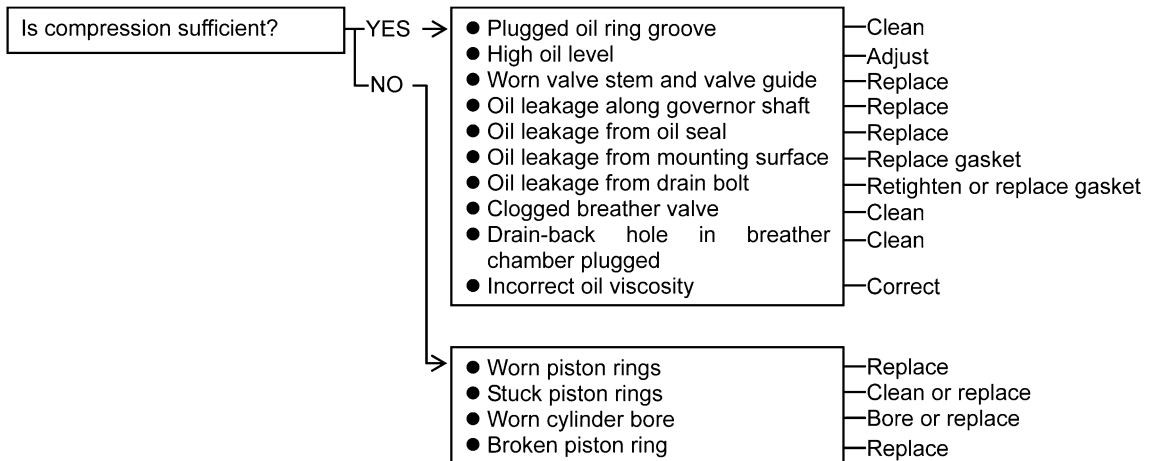 Is compression sufficient?
YES
NO
● Plugged oil ring groove
● High oil level
● Worn valve stem and valve guide
● Oil leakage along governor shaft
● Oil leakage from oil seal
● Oil leakage from mounting surface
● Oil leakage from drain bolt
● Clogged breather valve
● Drain-back hole in breather
chamber plugged
● Incorrect oil viscosity
Clean
Adjust
Replace
Replace
Replace
Replace gasket
Retighten or replace gasket
Clean
Clean
Correct
● Worn piston rings
● Stuck piston rings
● Worn cylinder bore
● Broken piston ring
Replace
Clean or replace
Bore or replace
Replace